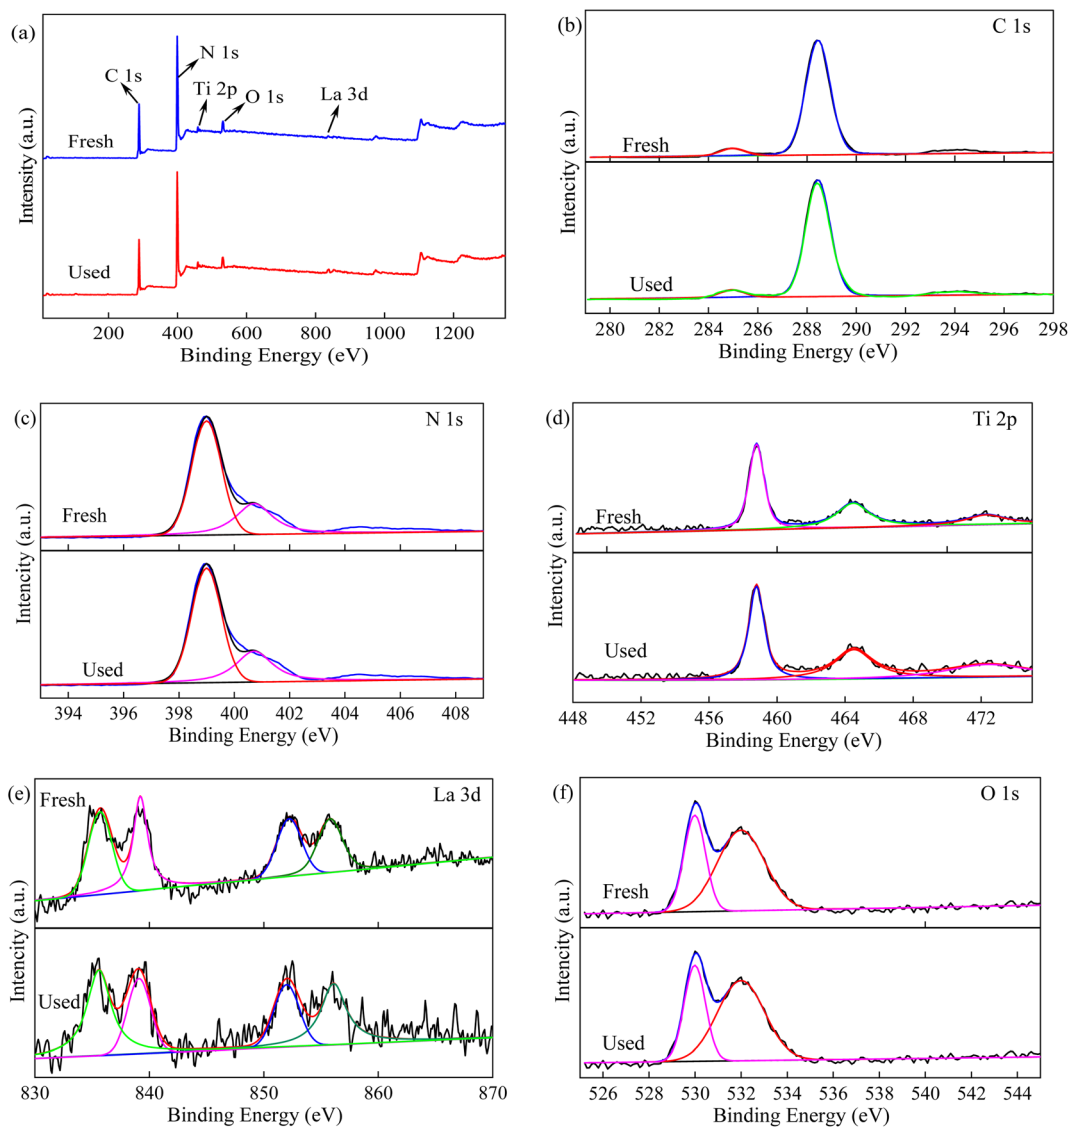 (a)
N 1s
C 1s
Ti 2p
O 1s
La 3d
Fresh
Used
Intensity (a.u.)
200 400 600 800 1000 1200
Binding Energy (eV)
(b)
C 1s
Fresh
Used
Intencity (a.u.)
280 282 284 286 288 290 292 294 296 298
Binding Energy (eV)
(c)
N 1s
Fresh
Used
Intencity (a.u.)
394 396 398 400 402 404 406 408
Binding Energy (eV)
(d)
Ti 2p
Fresh
Used
Intencity (a.u.)
448 452 456 460 464 468 472
Binding Energy (eV)
(e)
Fresh
La 3d
Used
Intencity (a.u.)
830 840 850 860 870
Binding Energy (eV)
(f)
O 1s
Fresh
Used
Intencity (a.u.)
526 528 530 532 534 536 538 540 542 544
Binding Energy (eV)